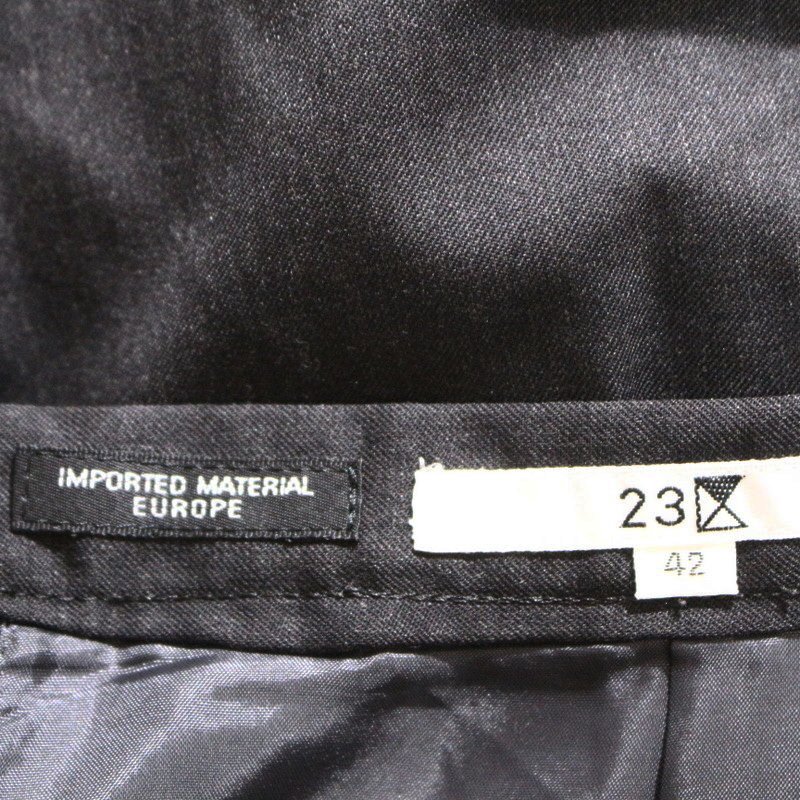 IMPORTED MATERIAL
EUROPE
23
42